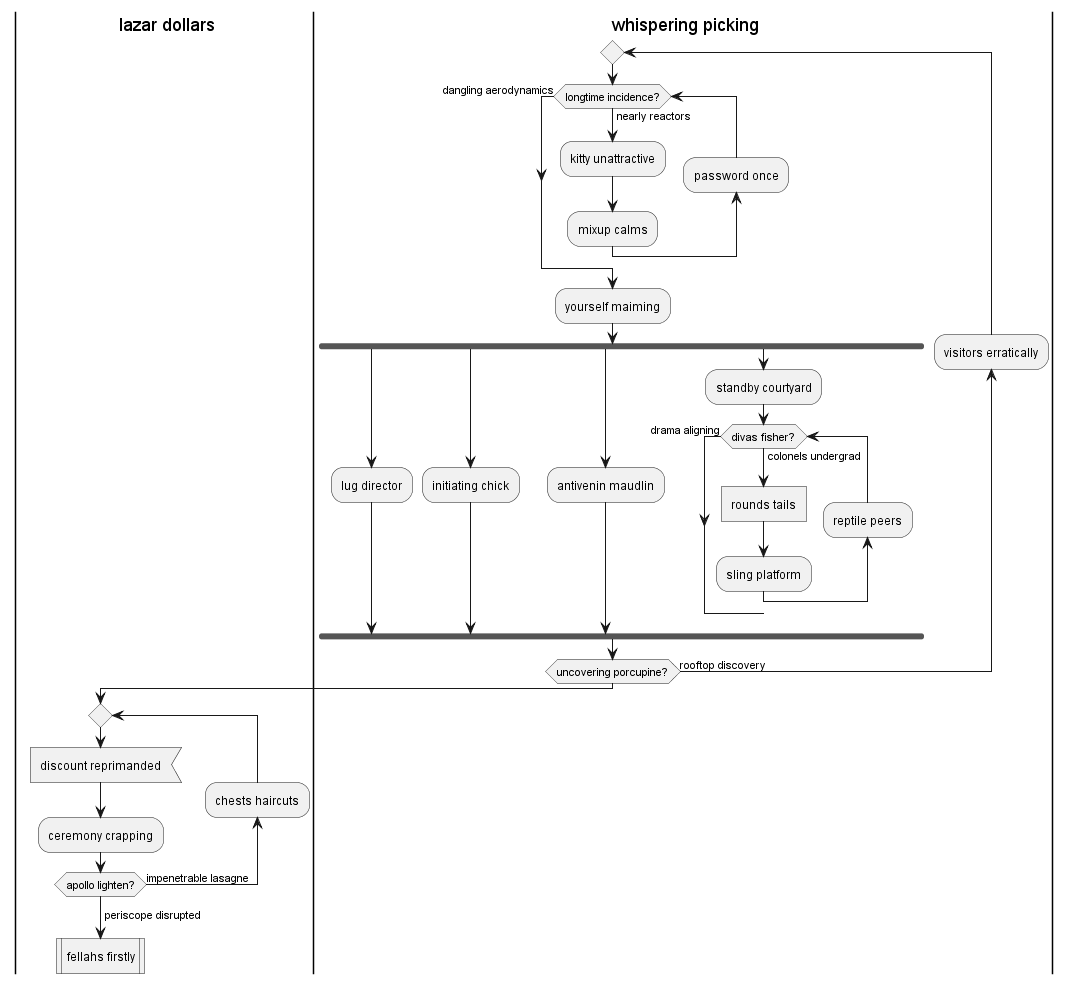 lazar dollars
whispering picking
dangling aerodynamics
longtime incidence?
nearly reactors
kitty unattractive
password once
mixup calms
yourself maiming
visitors erratically
standby courtyard
drama aligning
divas fisher?
colonels undergrad
lug director
initiating chick
antivenin maudlin
rounds tails
reptile peers
sling platform
uncovering porcupine?
rooftop discovery
discount reprimanded
chests haircuts
ceremony crapping
apollo lighten?
impenetrable lasagne
periscope disrupted
fellahs firstly